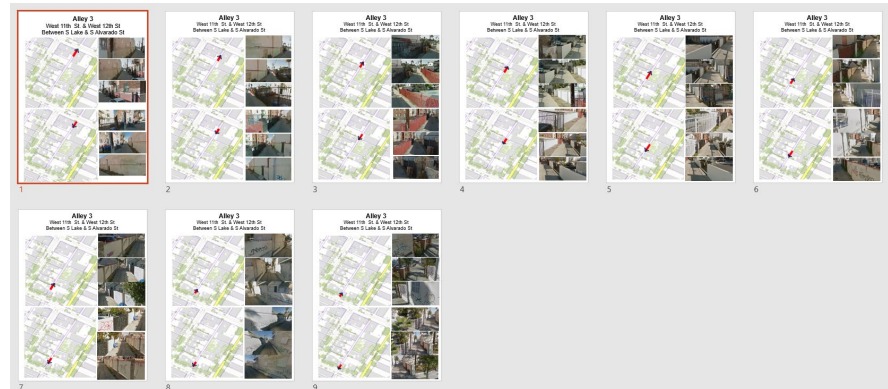 Alley 3
West 11th St. & West 12th St
Between S Lake & S Alvarado St
1
Alley 3
West 11th St. & West 12th St
Between S Lake & S Alvarado St
2
Alley 3
West 11th St. & West 12th St
Between S Lake & S Alvarado St
3
Alley 3
West 11th St. & West 12th St
Between S Lake & S Alvarado St
4
Alley 3
West 11th St. & West 12th St
Between S Lake & S Alvarado St
5
Alley 3
West 11th St. & West 12th St
Between S Lake & S Alvarado St
6
Alley 3
West 11th St. & West 12th St
Between S Lake & S Alvarado St
7
Alley 3
West 11th St. & West 12th St
Between S Lake & S Alvarado St
8
Alley 3
West 11th St. & West 12th St
Between S Lake & S Alvarado St
9